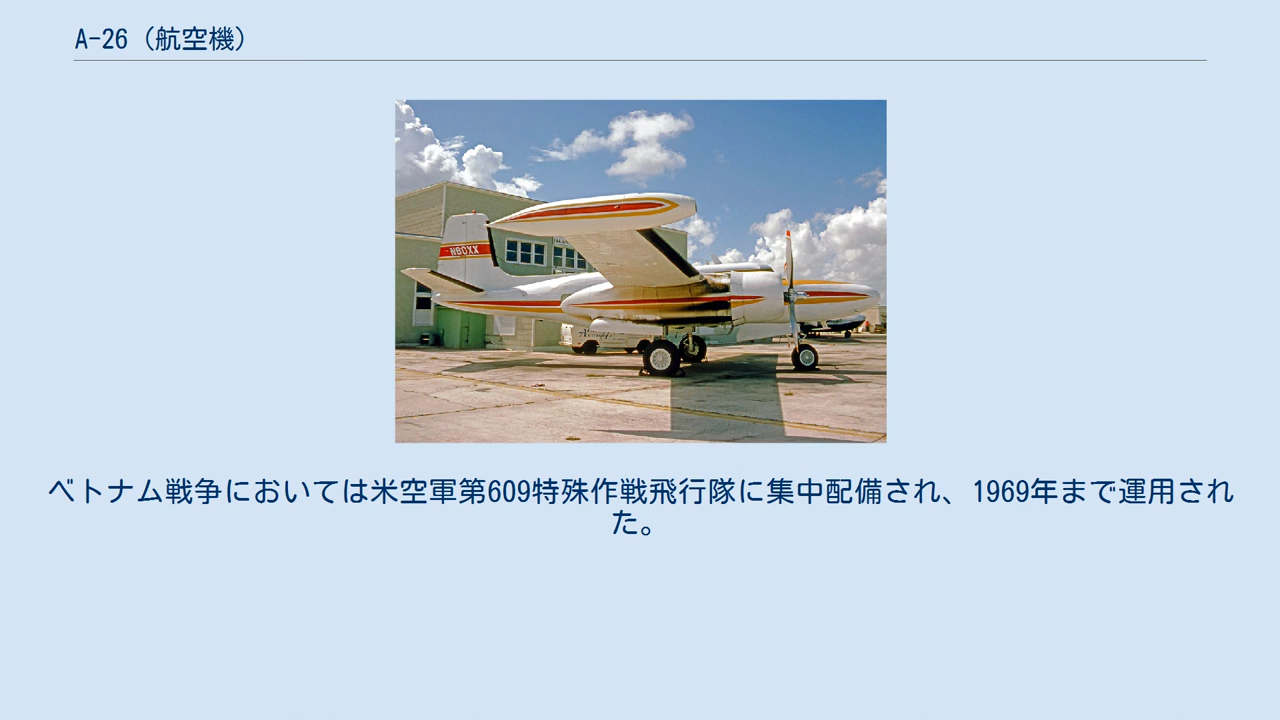 A-26（航空機）
N60XX
ベトナム戦争においては米空軍第609特殊作戦飛行隊に集中配備され、1969年まで運用され
た。